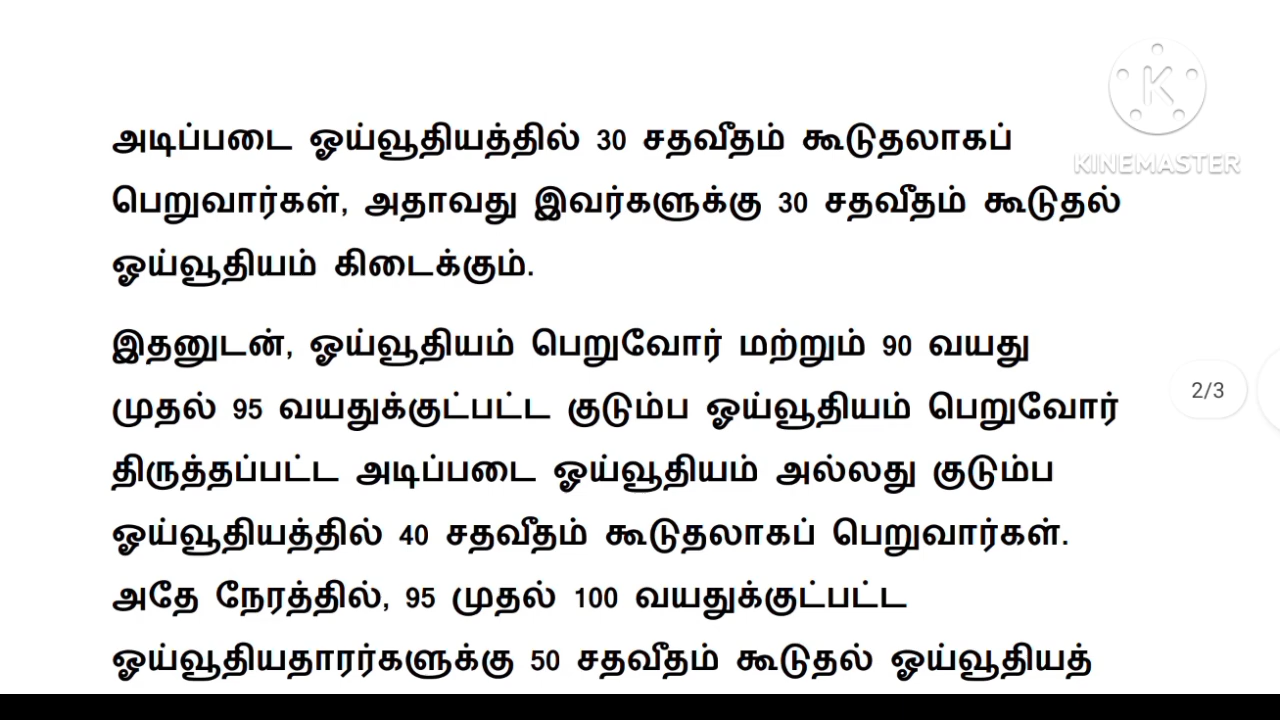 அடிப்படை ஓய்வூதியத்தில் 30 சதவீதம் கூடுதலாகப்
பெறுவார்கள், அதாவது இவர்களுக்கு 30 சதவீதம் கூடுதல்
ஓய்வூதியம் கிடைக்கும்.
இதனுடன், ஓய்வூதியம் பெறுவோர் மற்றும் 90 வயது
முதல் 95 வயதுக்குட்பட்ட குடும்ப ஓய்வூதியம் பெறுவோர்
திருத்தப்பட்ட அடிப்படை ஓய்வூதியம் அல்லது குடும்ப
ஓய்வூதியத்தில் 40 சதவீதம் கூடுதலாகப் பெறுவார்கள்.
அதே நேரத்தில், 95 முதல் 100 வயதுக்குட்பட்ட
ஓய்வூதியதாரர்களுக்கு 50 சதவீதம் கூடுதல் ஓய்வூதியத்
K
KINEMASTER
2/3